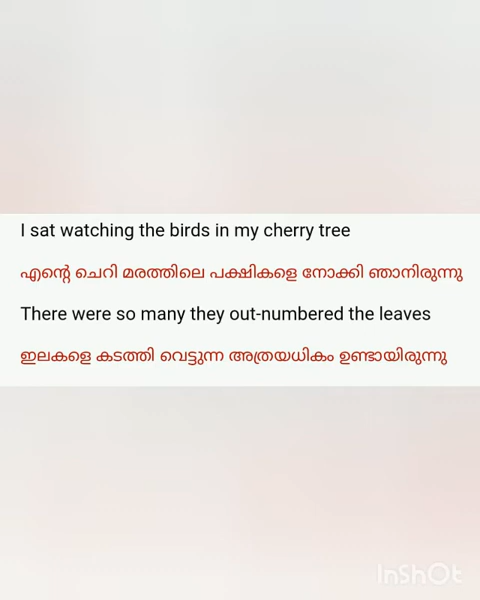 I sat watching the birds in my cherry tree
എന്റെ ചെറി മരത്തിലെ പക്ഷികളെ നോക്കി ഞാനിരുന്നു
There were so many they out-numbered the leaves
ഇലകളെ കടത്തി വെട്ടുന്ന അത്രയധികം ഉണ്ടായിരുന്നു
InShOt